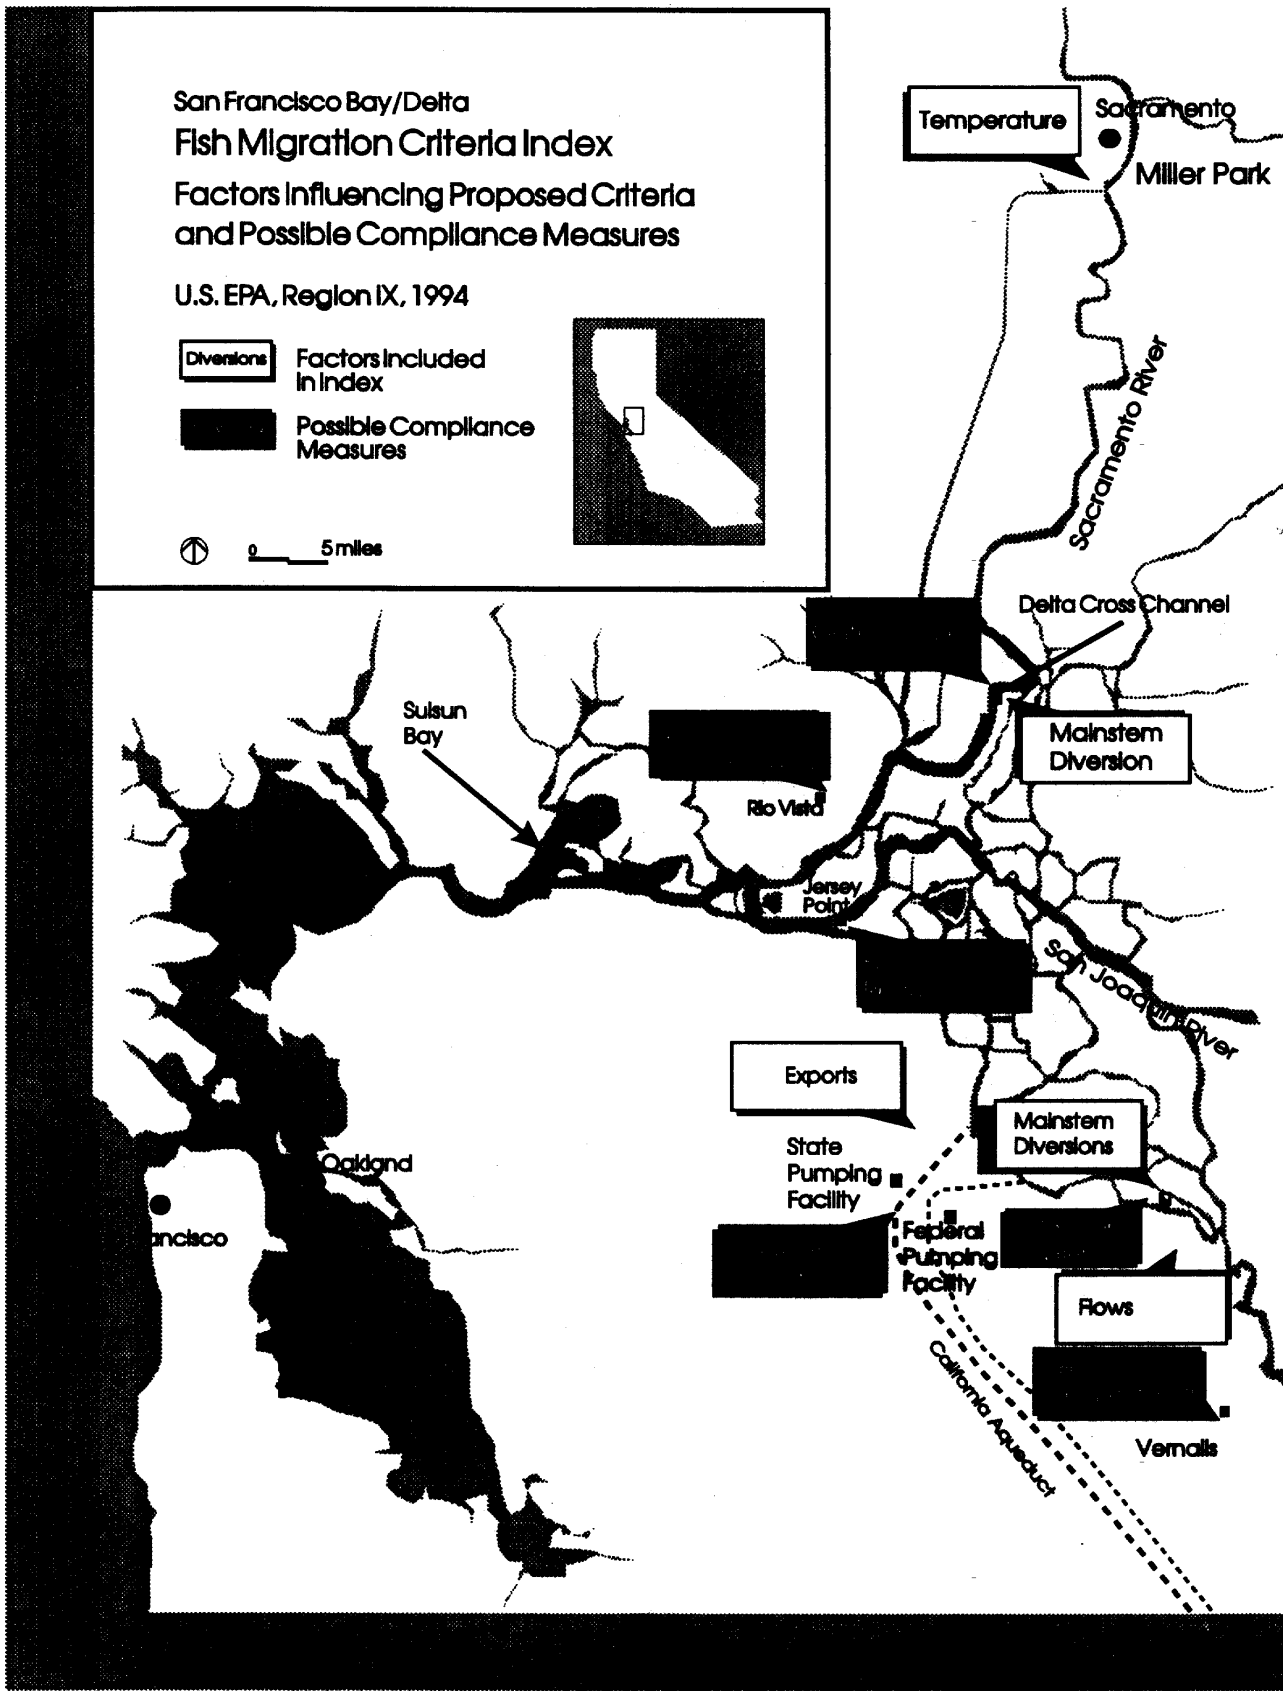 San Francisco Bay/Delta
Fish Migration Criteria Index
Factors Influencing Proposed Criteria
and Possible Compliance Measures
U.S. EPA, Region IX, 1994
Diversions
Factors Included
in Index
Possible Compliance
Measures
0 5 miles
Temperature
Sacramento
Miller Park
Sacramento River
Delta Cross Channel
Mainstem
Diversion
Suisun
Bay
Rio Vista
Jersey
Point
San Joaquin River
Exports
Mainstem
Diversions
State
Pumping
Facility
Oakland
ancisco
Federal
Pumping
Facility
Flows
California Aqueduct
Vernalis